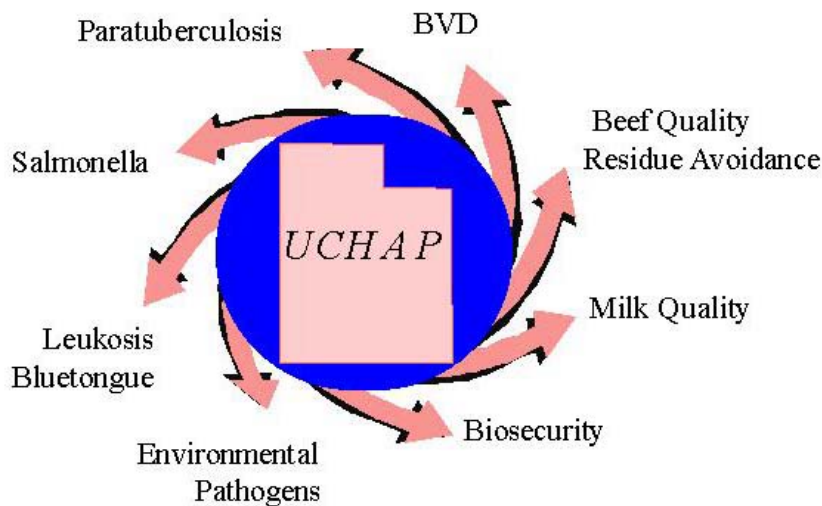 Paratuberculosis
BVD
Beef Quality
Residue Avoidance
Salmonella
UCHAP
Milk Quality
Leukosis
Bluetongue
Biosecurity
Environmental
Pathogens